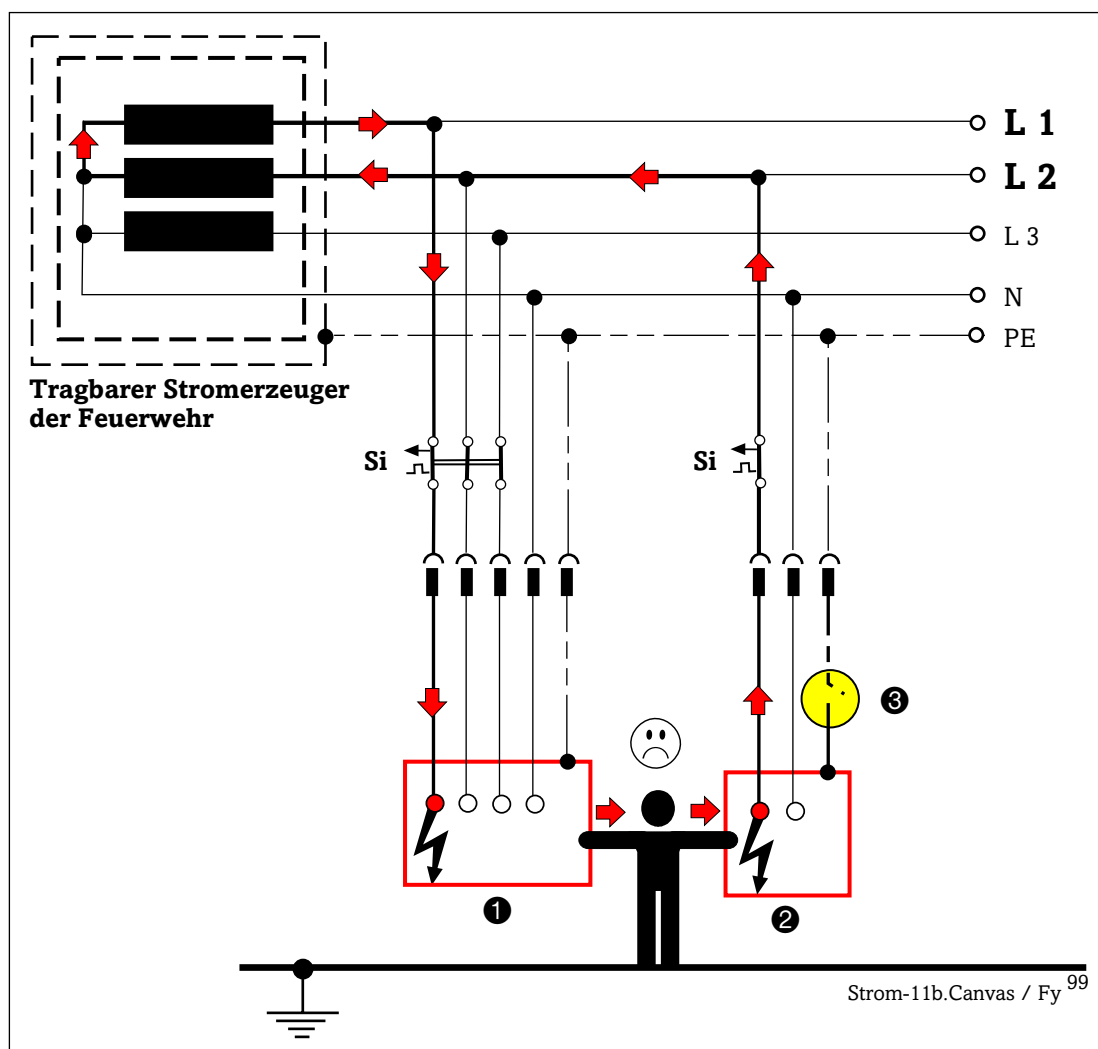 L 1
L 2
L 3
N
PE
Tragbarer Stromerzeuger
der Feuerwehr
Si
Si
❸
❶
❷
Strom-11b.Canvas / Fy 99